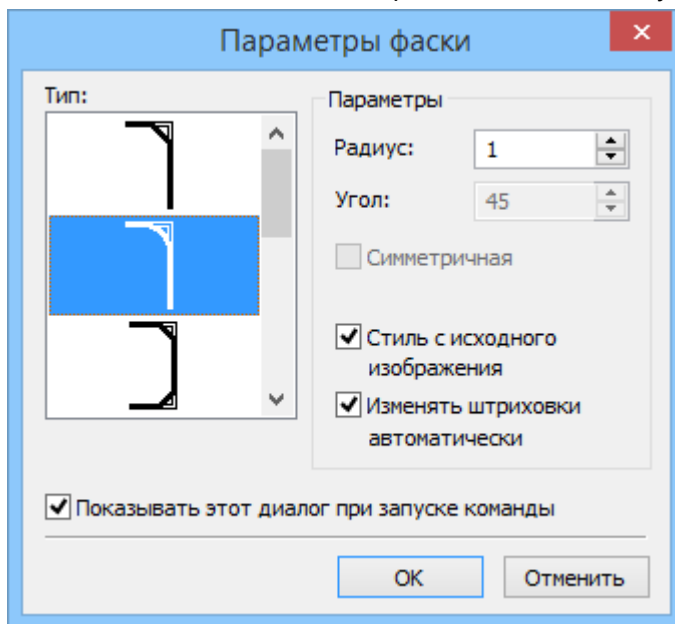 Параметры фаски
Тип:
Параметры
Радиус:
1
Угол:
45
Симметричная
Стиль с исходного
изображения
Изменять штриховки
автоматически
Показывать этот диалог при запуске команды
ОК
Отменить